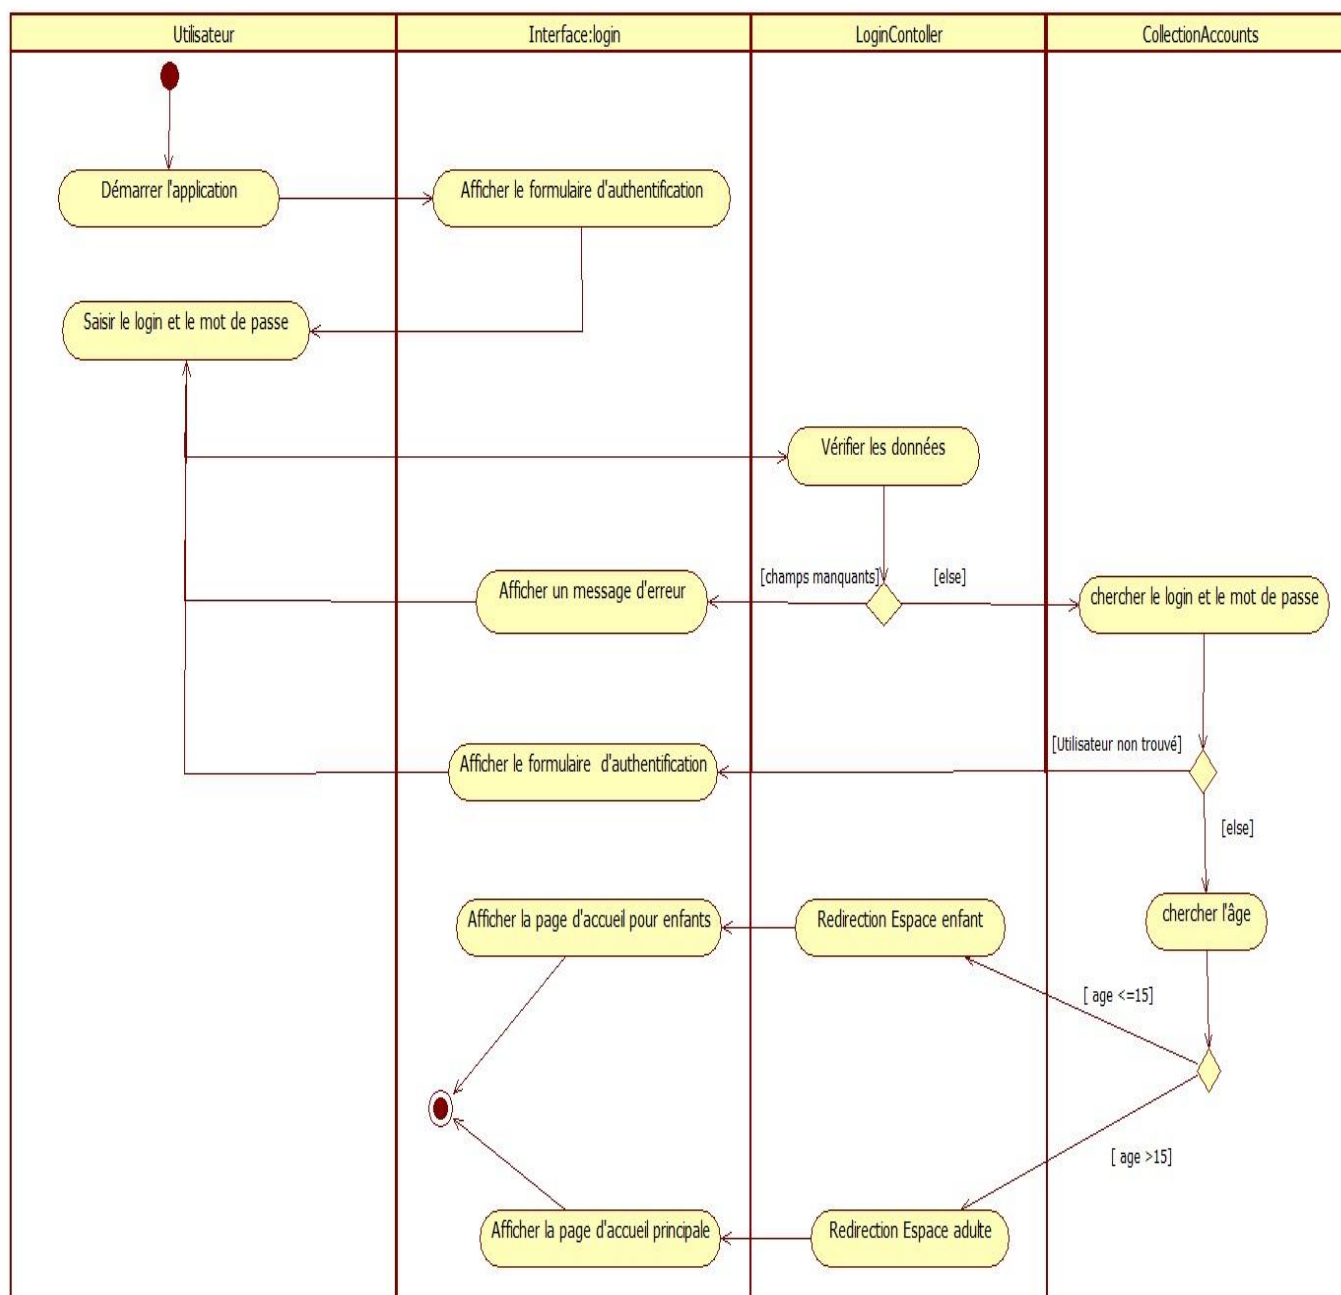 Utilisateur
Interface:login
LoginContoller
CollectionAccounts
Démarrer l'application
Afficher le formulaire d'authentification
Saisir le login et le mot de passe
Vérifier les données
[champs manquants]
[else]
Afficher un message d'erreur
chercher le login et le mot de passe
[Utilisateur non trouvé]
Afficher le formulaire  d'authentification
[else]
Afficher la page d'accueil pour enfants
Redirection Espace enfant
chercher l'âge
[ age <=15]
[ age >15]
Afficher la page d'accueil principale
Redirection Espace adulte